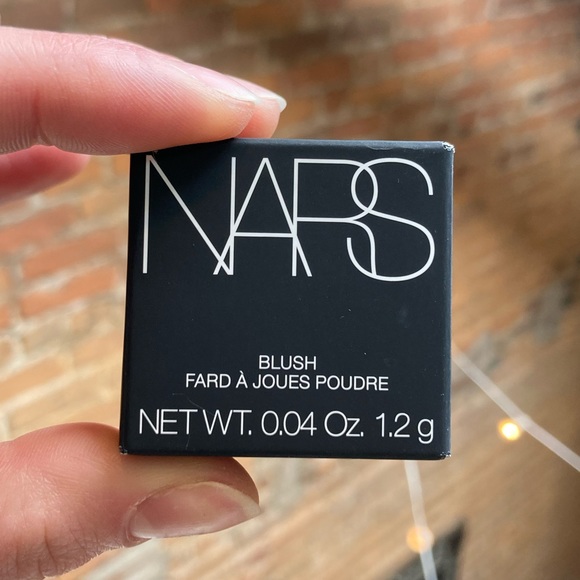 NARS
BLUSH
FARD À JOUES POUDRE
NET WT. 0.04 Oz. 1.2 g